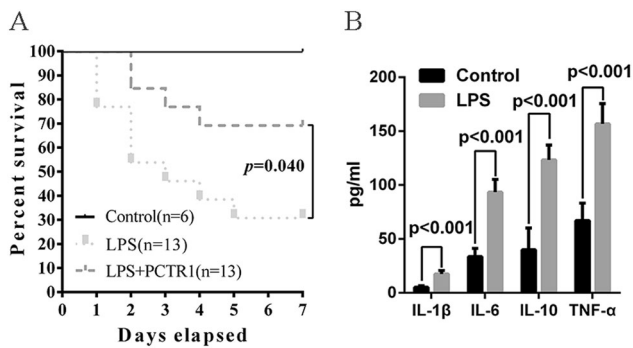 A
Percent survival
100
90
80
70
60
50
40
30
20
10
0
p=0.040
Control(n=6)
LPS(n=13)
LPS+PCTR1(n=13)
0 1 2 3 4 5 6 7
Days elapsed
B
Control
LPS
pg/ml
200
150
100
50
0
p<0.001
p<0.001
p<0.001
p<0.001
IL-1β IL-6 IL-10 TNF-α